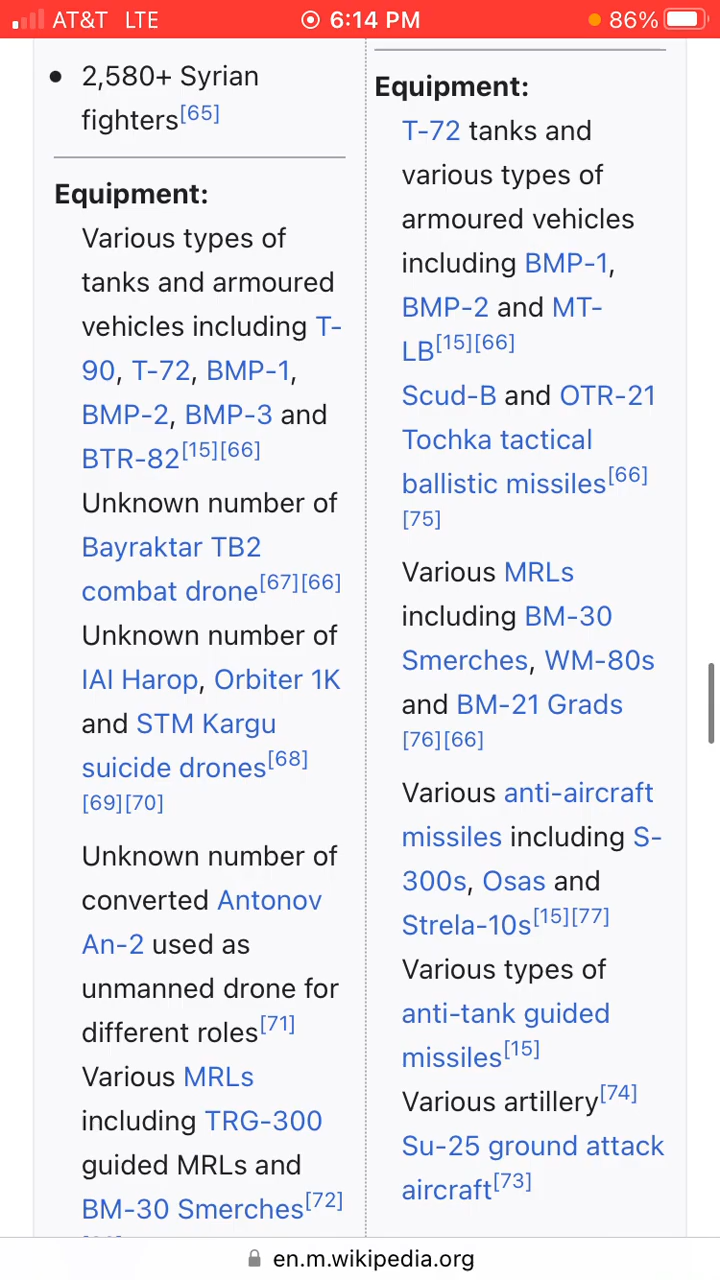 AT&T LTE 6:14 PM 86%
• 2,580+ Syrian
fighters[65]
Equipment:
Various types of
tanks and armoured
vehicles including T-
90, T-72, BMP-1,
BMP-2, BMP-3 and
BTR-82[15][66]
Unknown number of
Bayraktar TB2
combat drone[67][66]
Unknown number of
IAI Harop, Orbiter 1K
and STM Kargu
suicide drones[68]
[69][70]
Unknown number of
converted Antonov
An-2 used as
unmanned drone for
different roles[71]
Various MRLs
including TRG-300
guided MRLs and
BM-30 Smerches[72]
Equipment:
T-72 tanks and
various types of
armoured vehicles
including BMP-1,
BMP-2 and MT-
LB[15][66]
Scud-B and OTR-21
Tochka tactical
ballistic missiles[66]
[75]
Various MRLs
including BM-30
Smerches, WM-80s
and BM-21 Grads
[76][66]
Various anti-aircraft
missiles including S-
300s, Osas and
Strela-10s[15][77]
Various types of
anti-tank guided
missiles[15]
Various artillery[74]
Su-25 ground attack
aircraft[73]
en.m.wikipedia.org